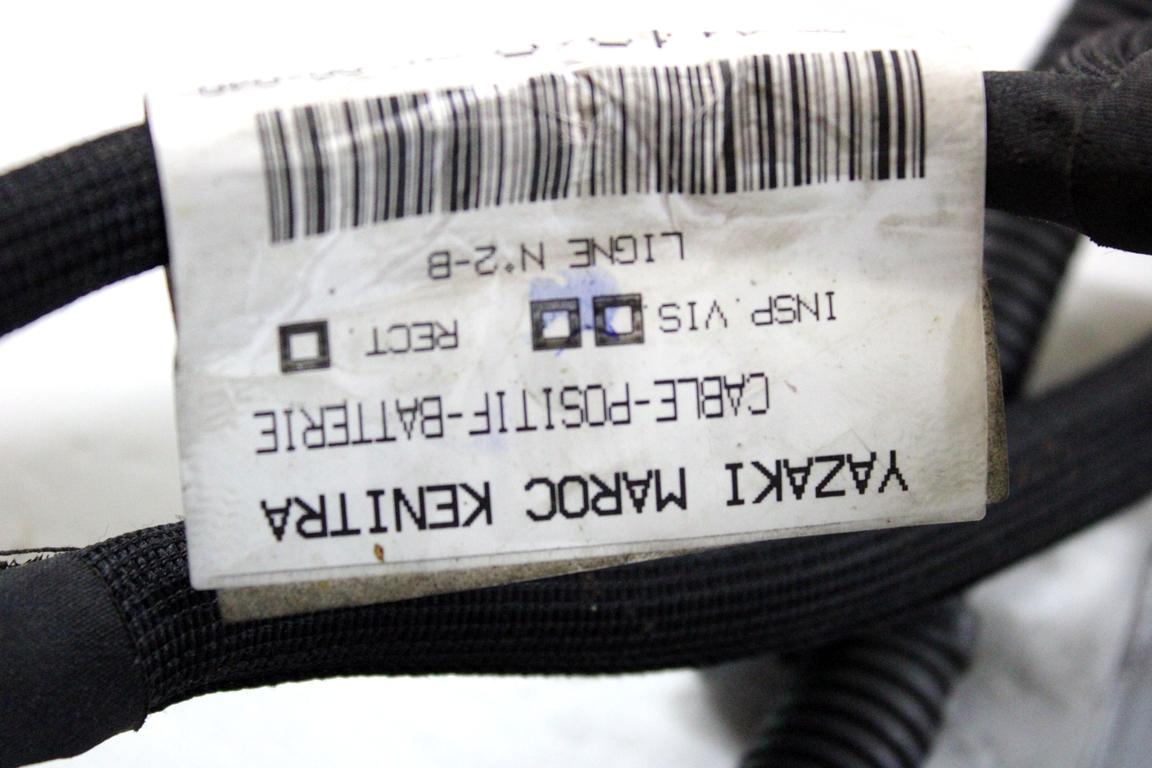 YAZAKI MAROC KENITRA
CABLE-POSITIF-BATTERIE
INSP VIS RECT
LIGNE N°2-B